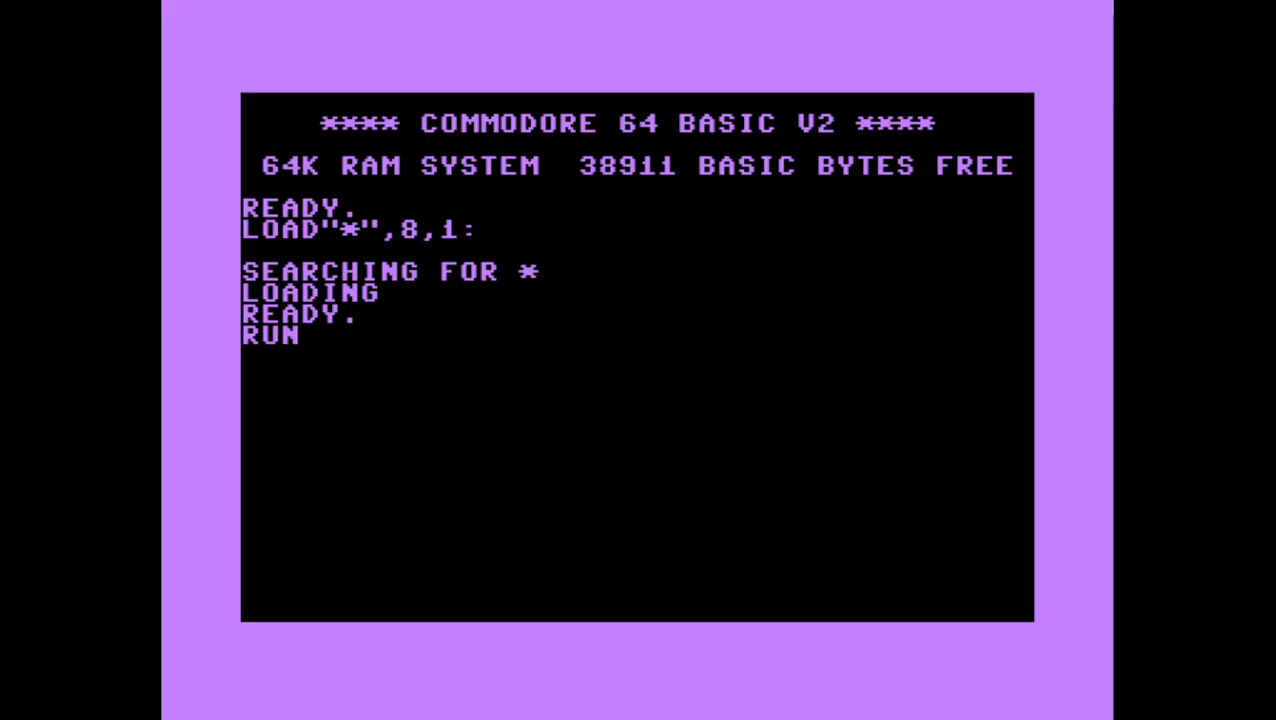 **** COMMODORE 64 BASIC V2 ****
64K RAM SYSTEM  38911 BASIC BYTES FREE
READY.
LOAD"*",8,1:
SEARCHING FOR *
LOADING
READY.
RUN